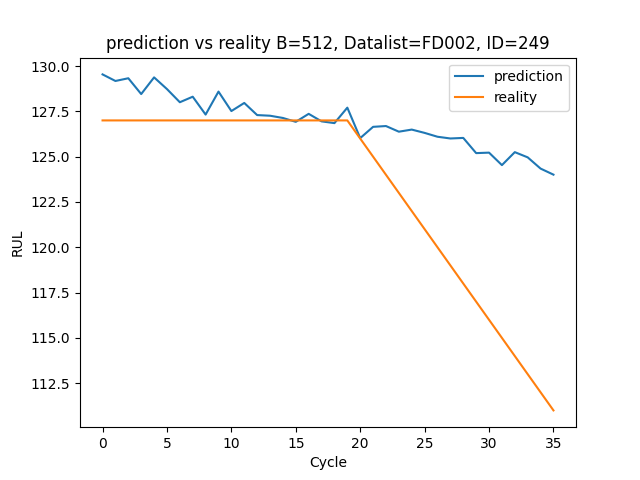 prediction vs reality B=512, Datalist=FD002, ID=249
prediction
reality
130.0
127.5
125.0
122.5
120.0
117.5
115.0
112.5
RUL
0 5 10 15 20 25 30 35
Cycle